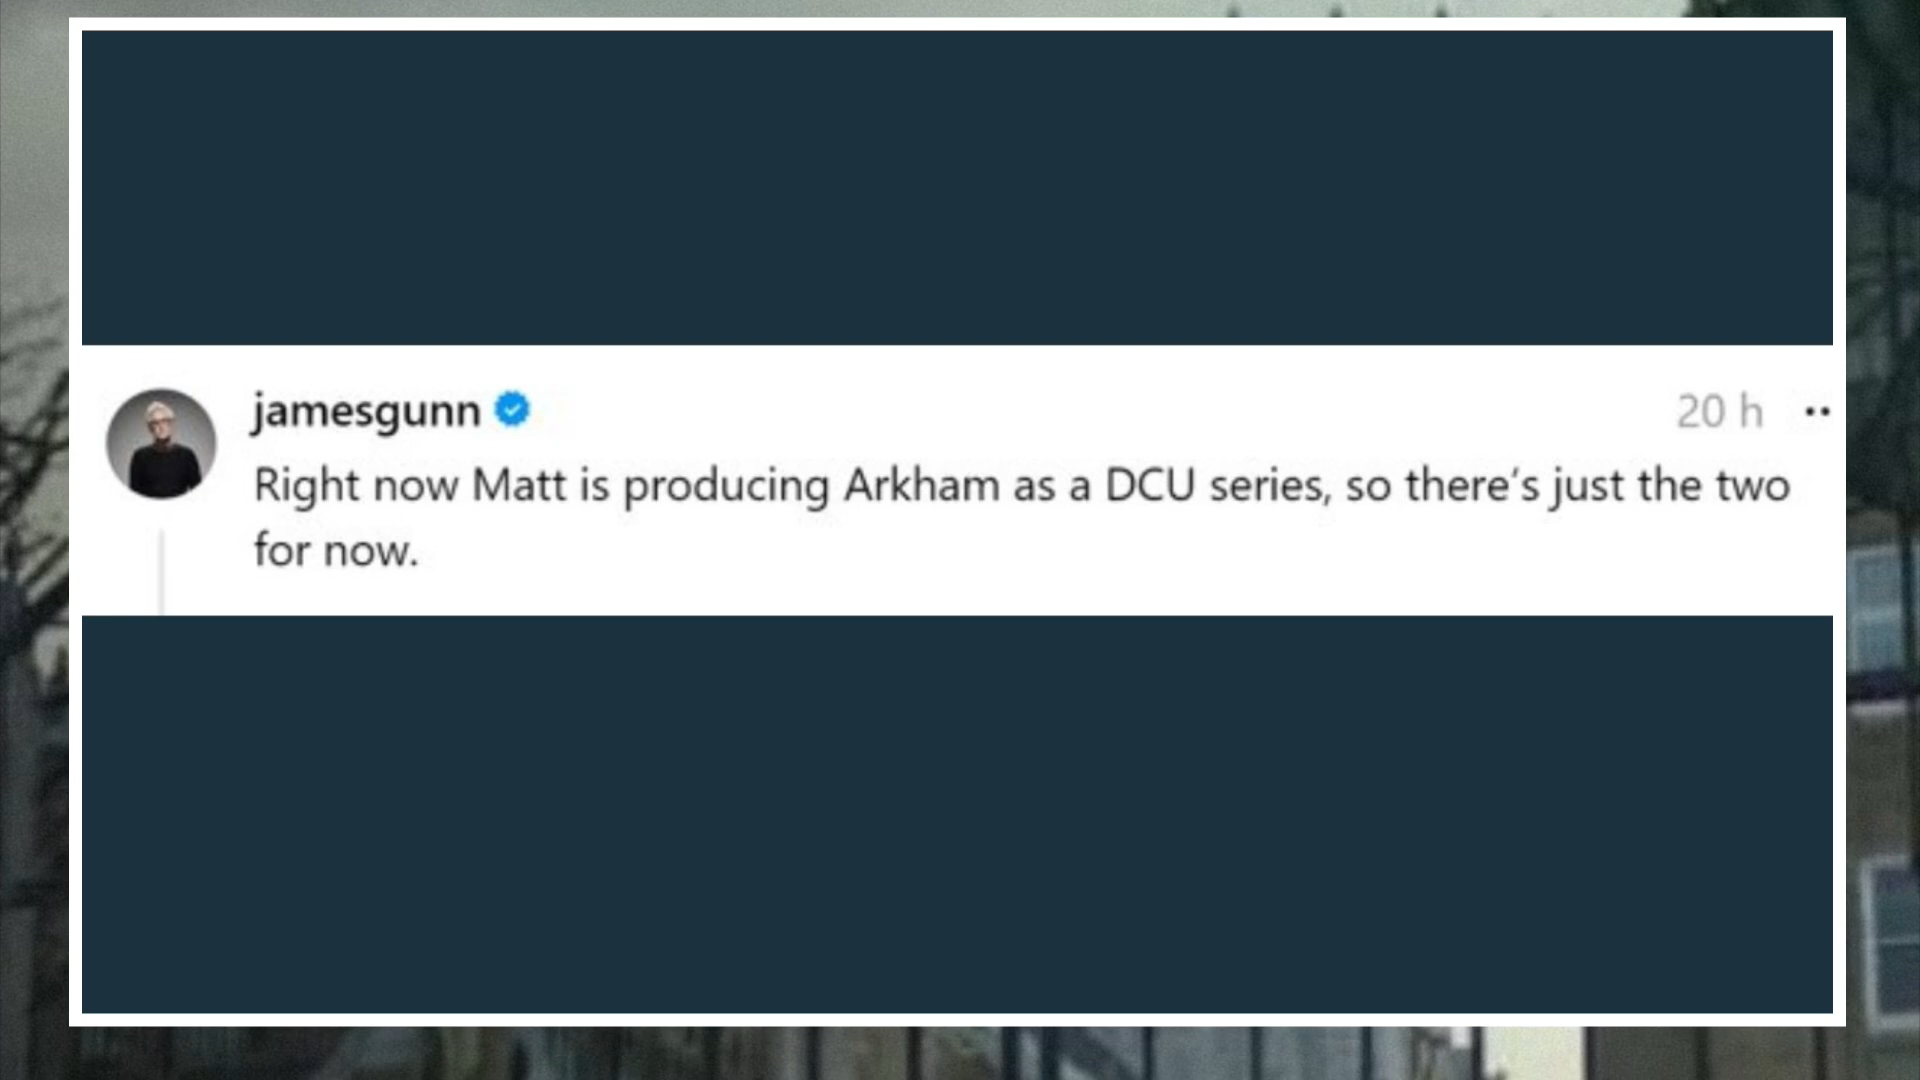 jamesgunn
20 h
Right now Matt is producing Arkham as a DCU series, so there’s just the two
for now.